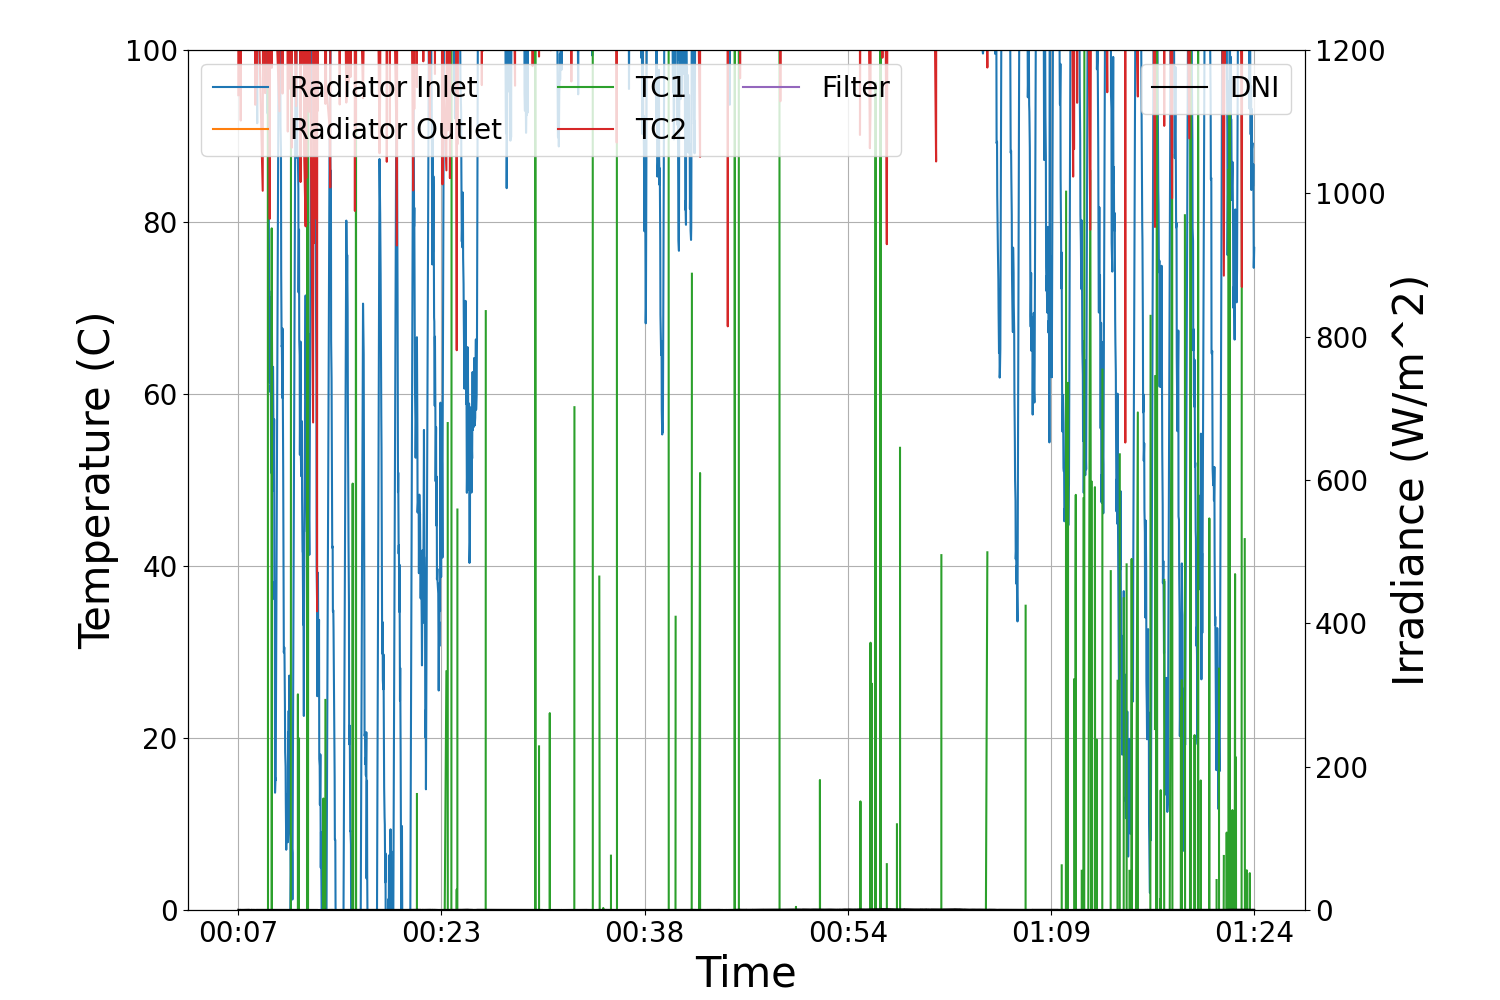 100
80
60
40
20
0
Temperature (C)
Radiator Inlet
Radiator Outlet
TC1
TC2
Filter
DNI
1200
1000
800
600
400
200
0
Irradiance (W/m^2)
00:07
00:23
00:38
00:54
01:09
01:24
Time